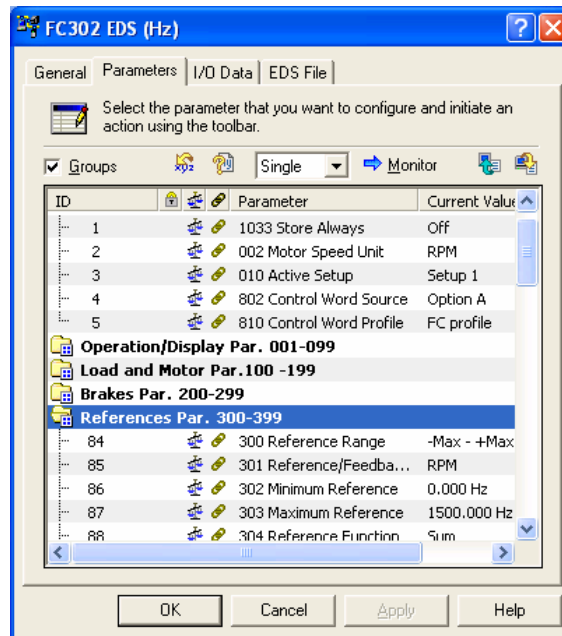 FC302 EDS (Hz)
General Parameters I/O Data EDS File
Select the parameter that you want to configure and initiate an
action using the toolbar.
Groups Single Monitor
ID Parameter Current Value
1 1033 Store Always Off
2 002 Motor Speed Unit RPM
3 010 Active Setup Setup 1
4 802 Control Word Source Option A
5 810 Control Word Profile FC profile
Operation/Display Par. 001-099
Load and Motor Par.100 -199
Brakes Par. 200-299
References Par. 300-399
84 300 Reference Range -Max - +Max
85 301 Reference/Feedba... RPM
86 302 Minimum Reference 0.000 Hz
87 303 Maximum Reference 1500.000 Hz
88 304 Reference Function Sum
OK Cancel Apply Help